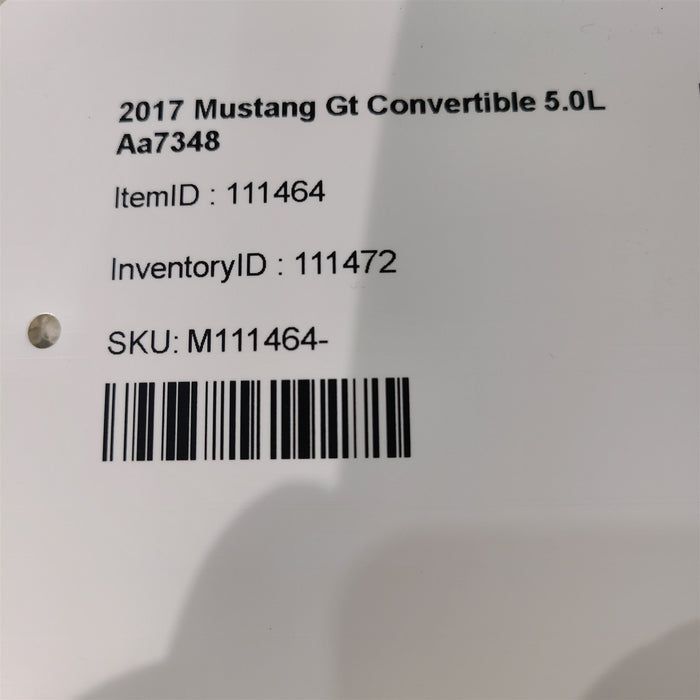 2017 Mustang Gt Convertible 5.0L
Aa7348
ItemID : 111464
InventoryID : 111472
SKU: M111464-